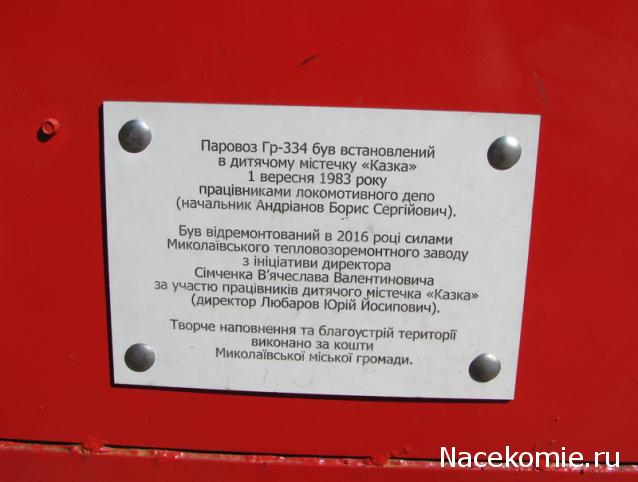 Паровоз Гр-334 був встановлений
в дитячому містечку «Казка»
1 вересня 1983 року
працівниками локомотивного депо
(начальник Андріанов Борис Сергійович).
Був відремонтований в 2016 році силами
Миколаївського тепловозоремонтного заводу
з ініціативи директора
Сімченка В'ячеслава Валентиновича
за участю працівників дитячого містечка «Казка»
(директор Любаров Юрій Йосипович).
Творче наповнення та благоустрій території
виконано за кошти
Миколаївської міської громади.
Nacekomie.ru